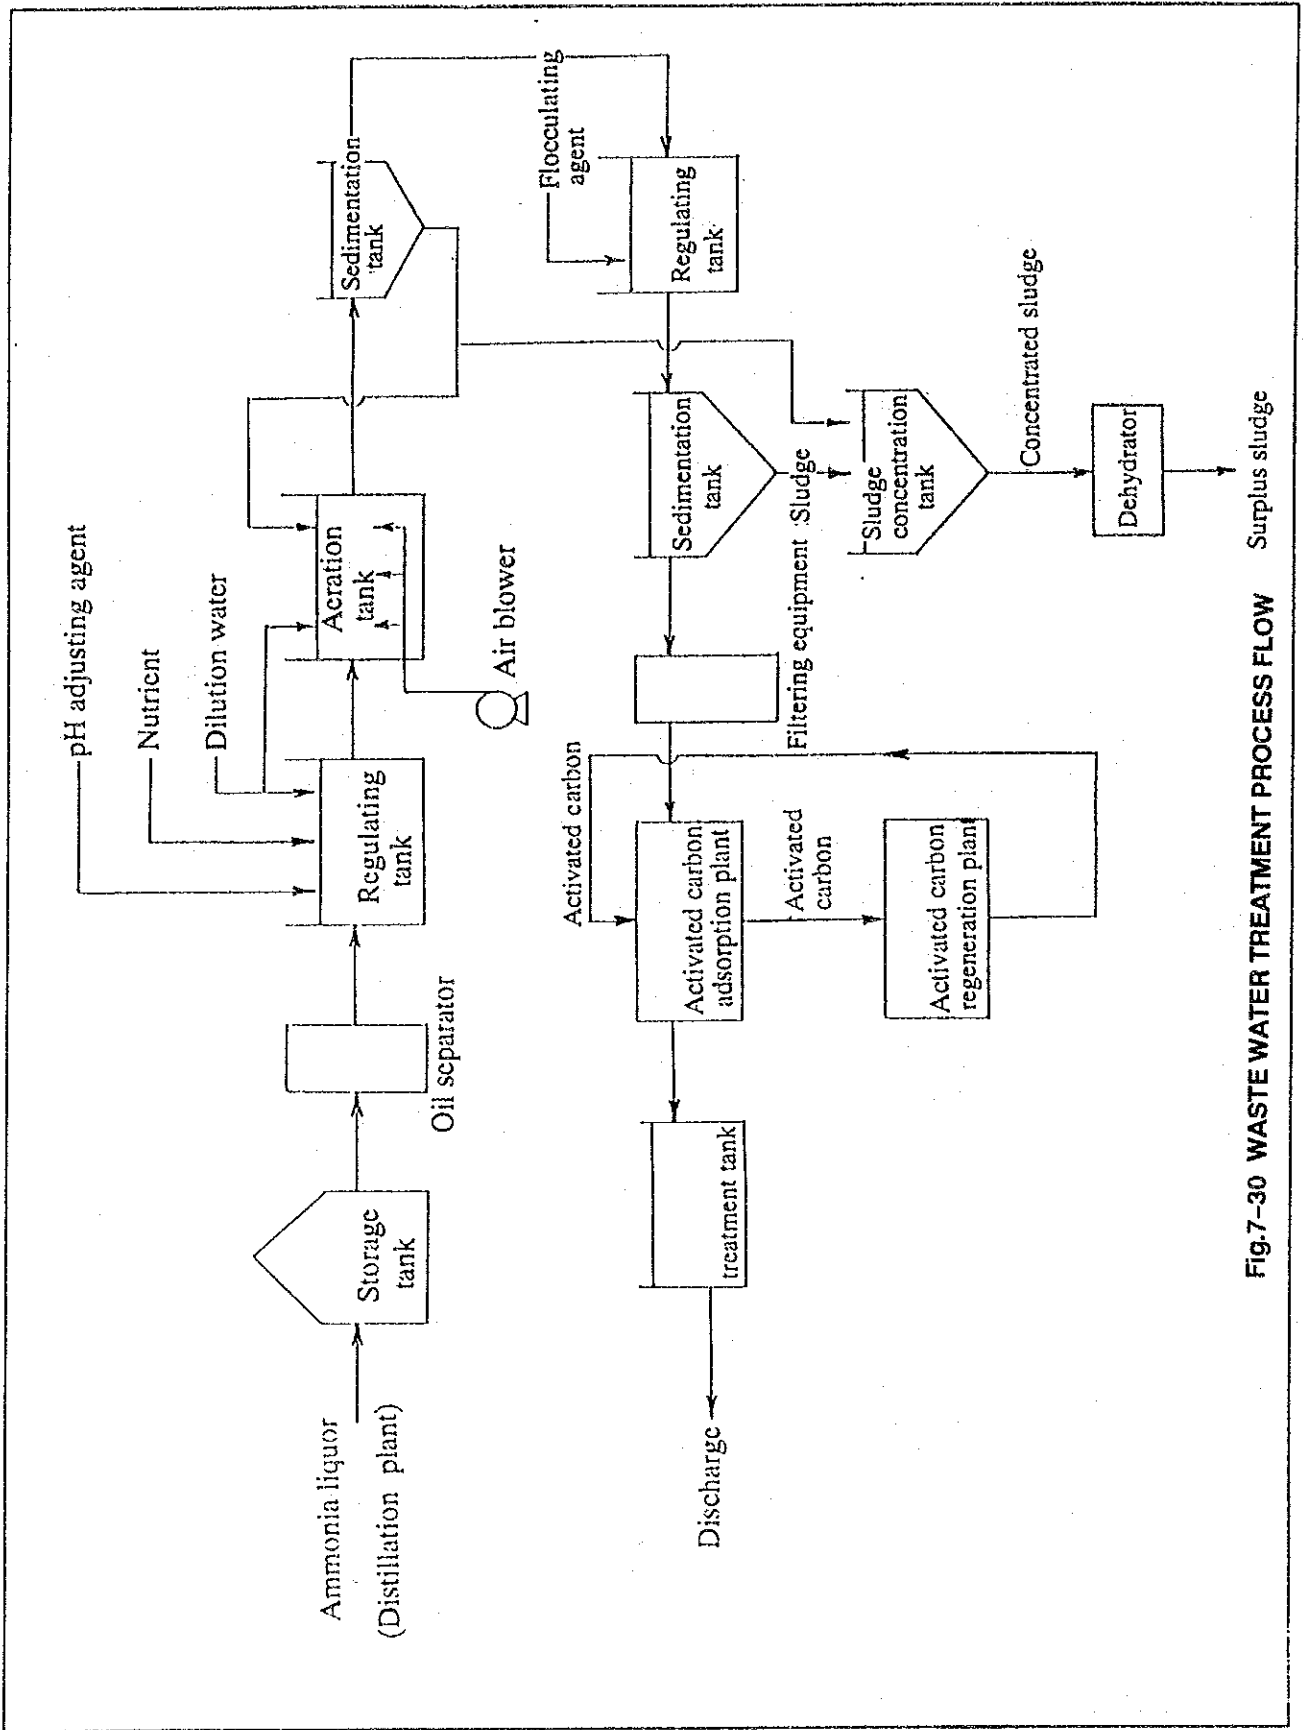 pH adjusting agent
Nutrient
Dilution water
Ammonia liquor
(Distillation plant)
Storage
tank
Oil separator
Regulating
tank
Aeration
tank
Air blower
Sedimentation
tank
Flocculating
agent
Regulating
tank
Sedimentation
tank
Sludge
Sludge
concentration
tank
Concentrated sludge
Dehydrator
Surplus sludge
Filtering equipment
Activated carbon
Activated carbon
adsorption plant
Activated
carbon
Activated carbon
regeneration plant
treatment tank
Discharge
Fig.7-30 WASTE WATER TREATMENT PROCESS FLOW